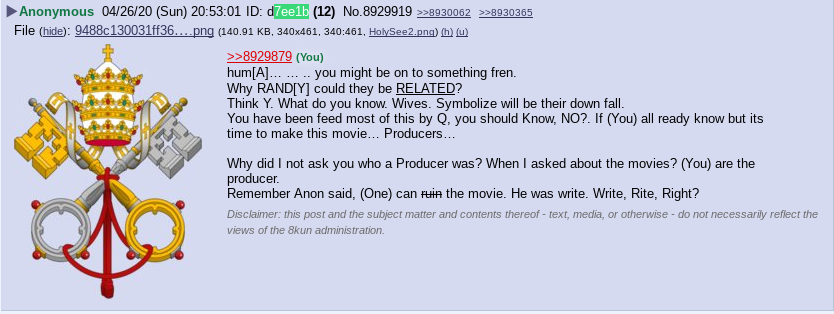 ▶Anonymous 04/26/20 (Sun) 20:53:01 ID: d7ee1b (12) No.8929919 >>8930062 >>8930365
File (hide): 9488c130031ff36….png (140.91 KB, 340x461, 340:461, HolySee2.png) (h) (u)
>>8929879 (You)
hum[A]… … .. you might be on to something fren.
Why RAND[Y] could they be RELATED?
Think Y. What do you know. Wives. Symbolize will be their down fall.
You have been feed most of this by Q, you should Know, NO?. If (You) all ready know but its
time to make this movie… Producers…
Why did I not ask you who a Producer was? When I asked about the movies? (You) are the
producer.
Remember Anon said, (One) can ruin the movie. He was write. Write, Rite, Right?
Disclaimer: this post and the subject matter and contents thereof - text, media, or otherwise - do not necessarily reflect the
views of the 8kun administration.